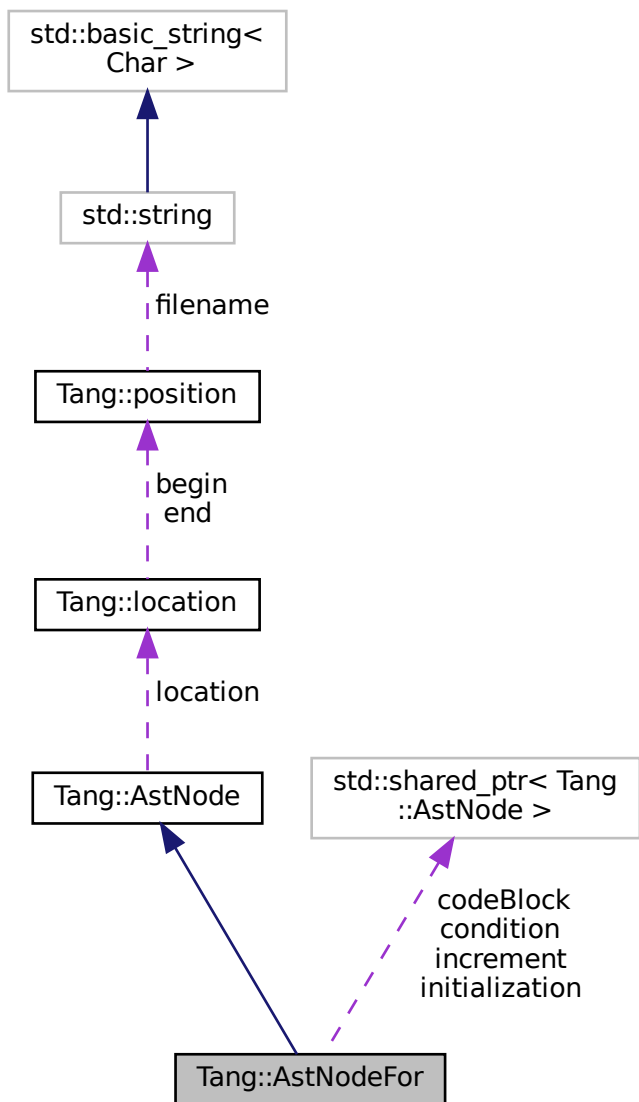 std::basic_string<
Char >
std::string
filename
Tang::position
begin
end
Tang::location
location
Tang::AstNode
std::shared_ptr< Tang
::AstNode >
codeBlock
condition
increment
initialization
Tang::AstNodeFor